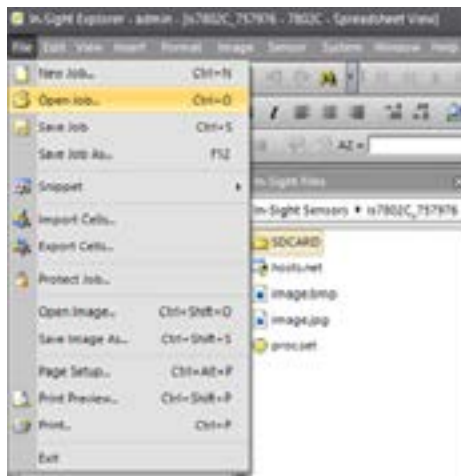 In-Sight Explorer - admin - [is7802C_757976 - 7802C - Spreadsheet View]
File Edit View Insert Format Image Sensor System Window Help
New Job... Ctrl+N
Open Job... Ctrl+O
Save Job Ctrl+S
Save Job As... F12
Snippet
Import Cells...
Export Cells...
Protect Job...
Open Image... Ctrl+Shift+O
Save Image As... Ctrl+Shift+S
Page Setup... Ctrl+Alt+P
Print Preview... Ctrl+Shift+P
Print... Ctrl+P
Exit
I
A2 =
In-Sight Files
In-Sight Sensors is7802C_757976
SDCARD
hosts.net
image.bmp
image.jpg
proc.set